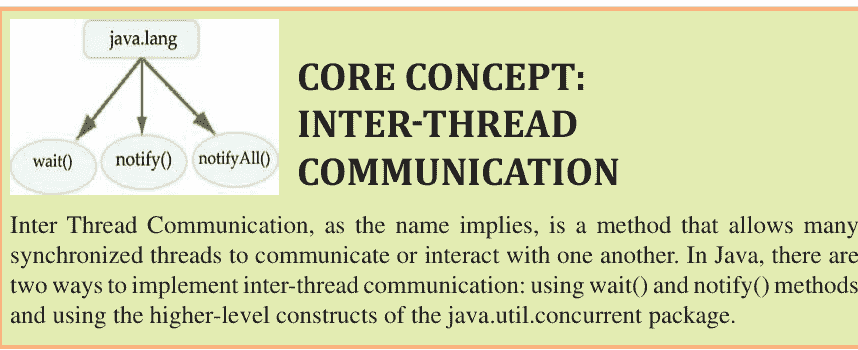 java.lang
wait()
notify()
notifyAll()
CORE CONCEPT:
INTER-THREAD
COMMUNICATION
Inter Thread Communication, as the name implies, is a method that allows many
synchronized threads to communicate or interact with one another. In Java, there are
two ways to implement inter-thread communication: using wait() and notify() methods
and using the higher-level constructs of the java.util.concurrent package.